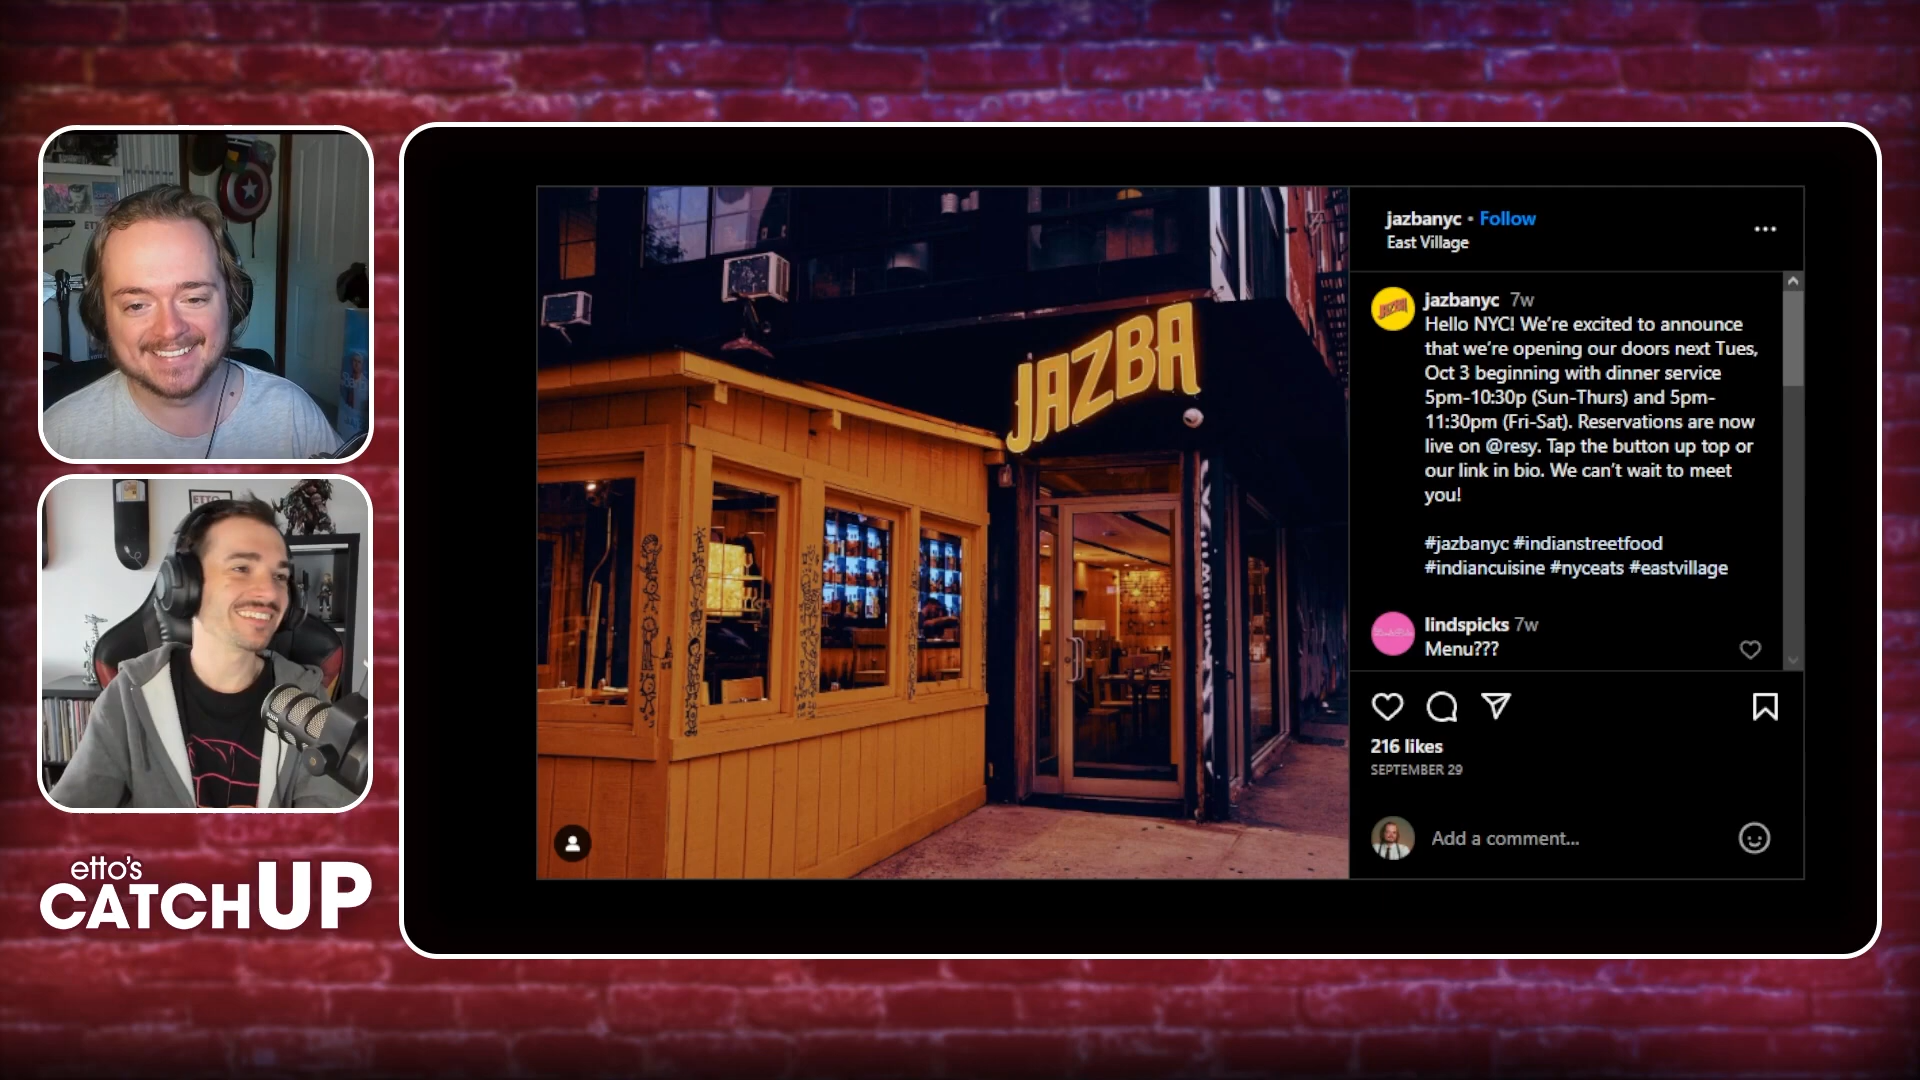 ETTO
etto's
CATCHUP
JAZBA
jazbanyc • Follow
East Village
JAZBA
jazbanyc 7w
Hello NYC! We're excited to announce
that we're opening our doors next Tues,
Oct 3 beginning with dinner service
5pm-10:30p (Sun-Thurs) and 5pm-
11:30pm (Fri-Sat). Reservations are now
live on @resy. Tap the button up top or
our link in bio. We can't wait to meet
you!
#jazbanyc #indianstreetfood
#indiancuisine #nyceats #eastvillage
lindspicks 7w
Menu???
216 likes
SEPTEMBER 29
Add a comment...